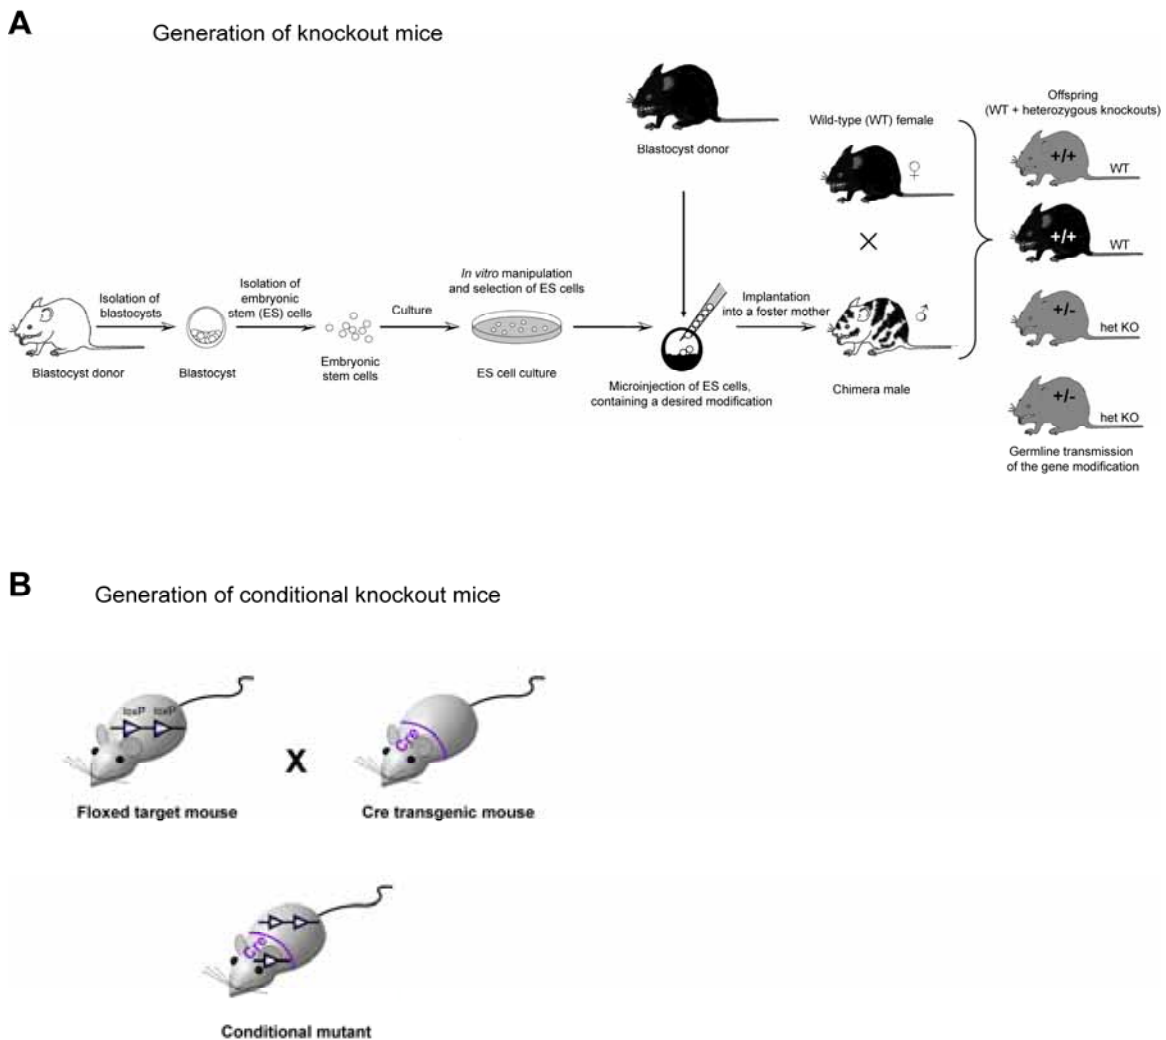 A
Generation of knockout mice
Blastocyst donor
Wild-type (WT) female
♀
×
Offspring
(WT + heterozygous knockouts)
+/+
WT
+/+
WT
+/-
het KO
+/-
het KO
Germline transmission
of the gene modification
Blastocyst donor
Isolation of
blastocysts
Blastocyst
Isolation of
embryonic
stem (ES) cells
Embryonic
stem cells
Culture
In vitro manipulation
and selection of ES cells
ES cell culture
Microinjection of ES cells,
containing a desired modification
Implantation
into a foster mother
♂
Chimera male
B
Generation of conditional knockout mice
loxP loxP
Floxed target mouse
X
Cre
Cre transgenic mouse
Cre
Conditional mutant